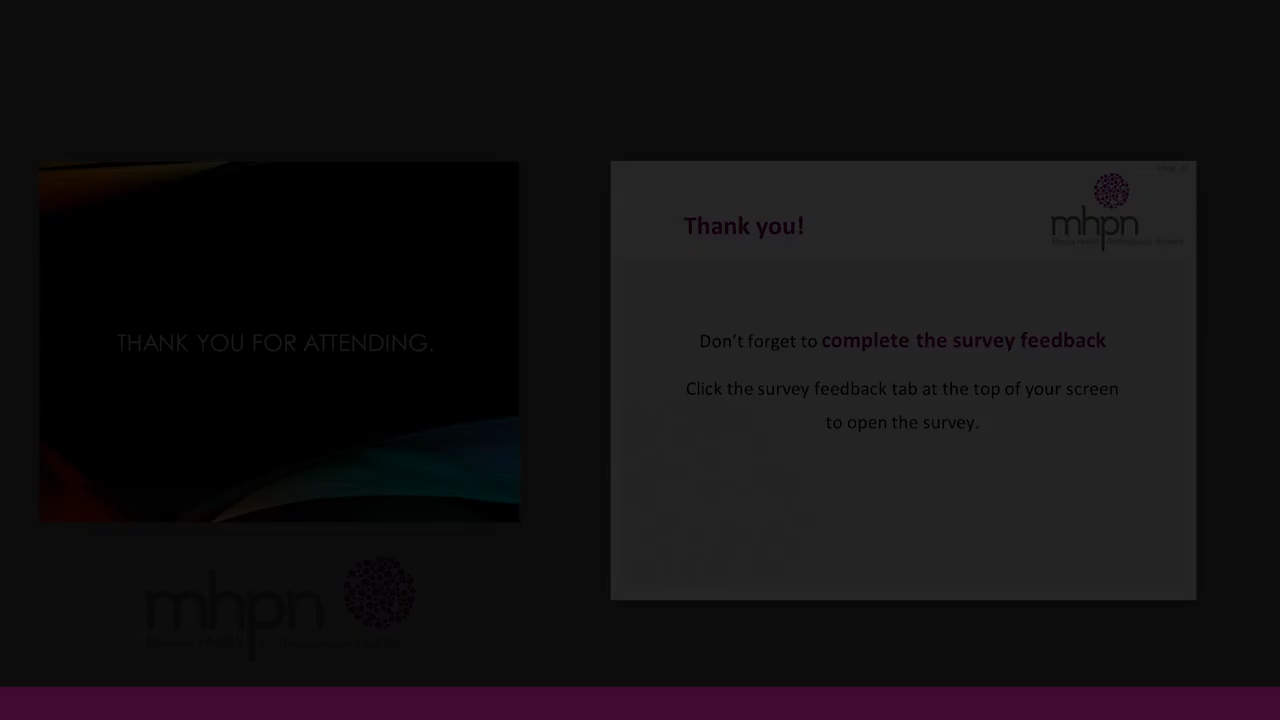 THANK YOU FOR ATTENDING.
mhpn
Thank you!
mhpn
Don't forget to complete the survey feedback
Click the survey feedback tab at the top of your screen
to open the survey.